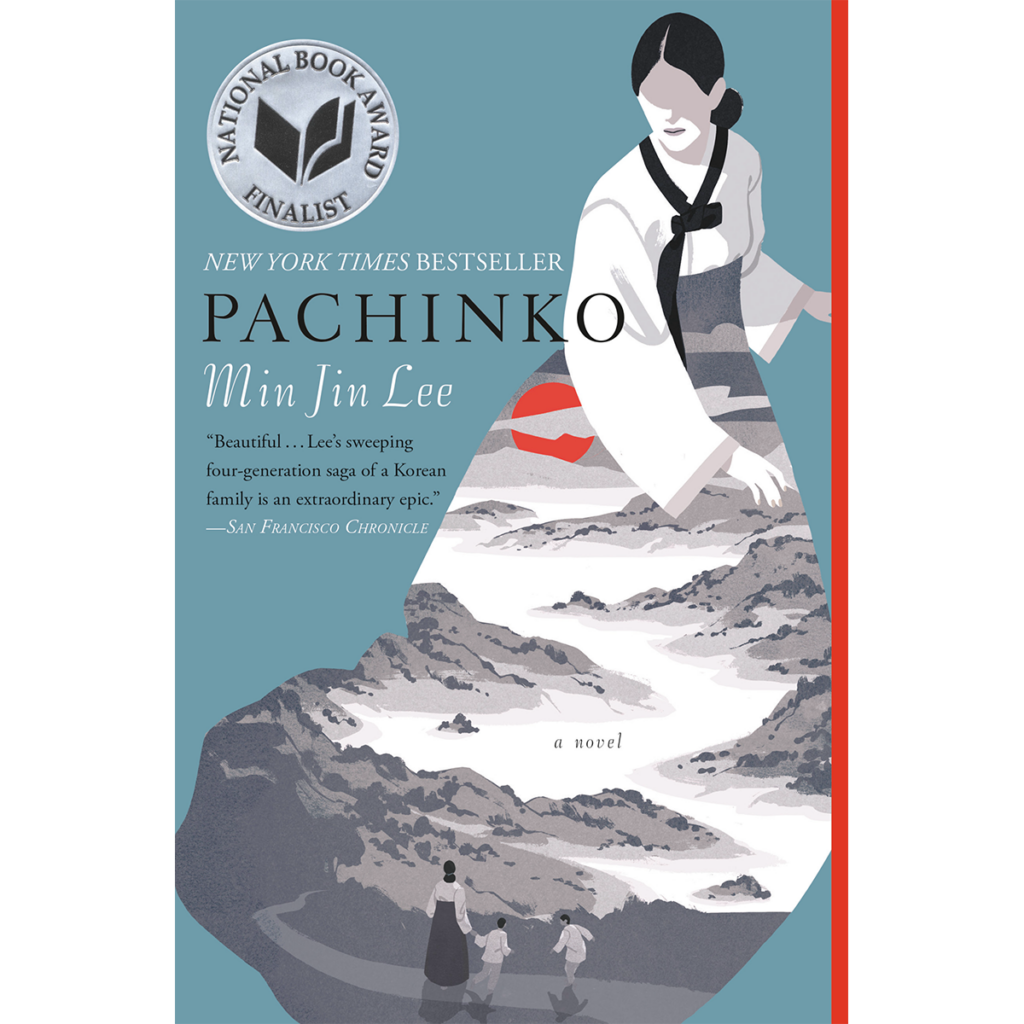 NATIONAL BOOK AWARD
FINALIST
NEW YORK TIMES BESTSELLER
PACHINKO
Min Jin Lee
“Beautiful . . . Lee’s sweeping
four-generation saga of a Korean
family is an extraordinary epic.”
—SAN FRANCISCO CHRONICLE
a novel